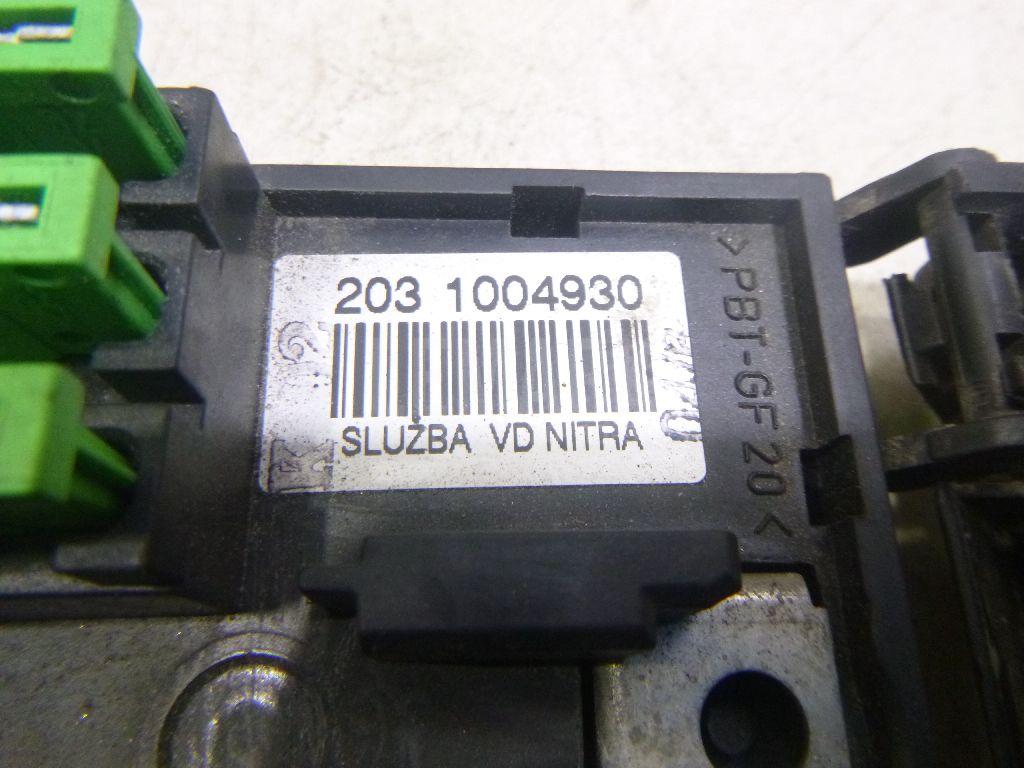 203 1004930
SLUŽBA VD NITRA
>PBT-GF 20<